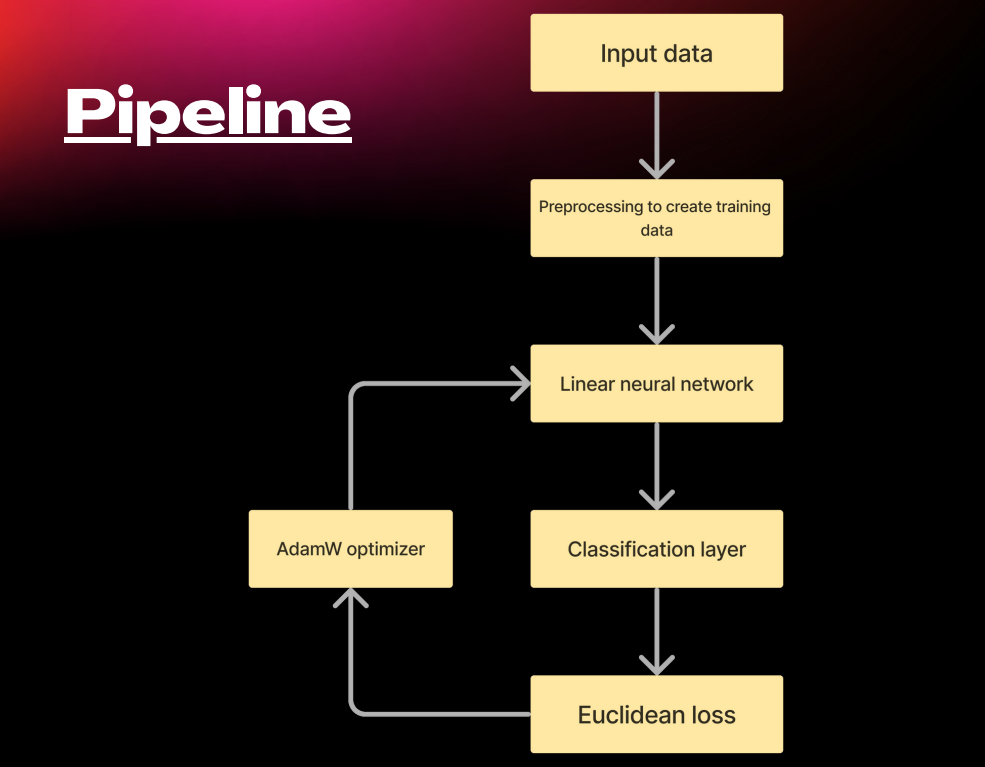 Pipeline
Input data
Preprocessing to create training
data
Linear neural network
AdamW optimizer
Classification layer
Euclidean loss